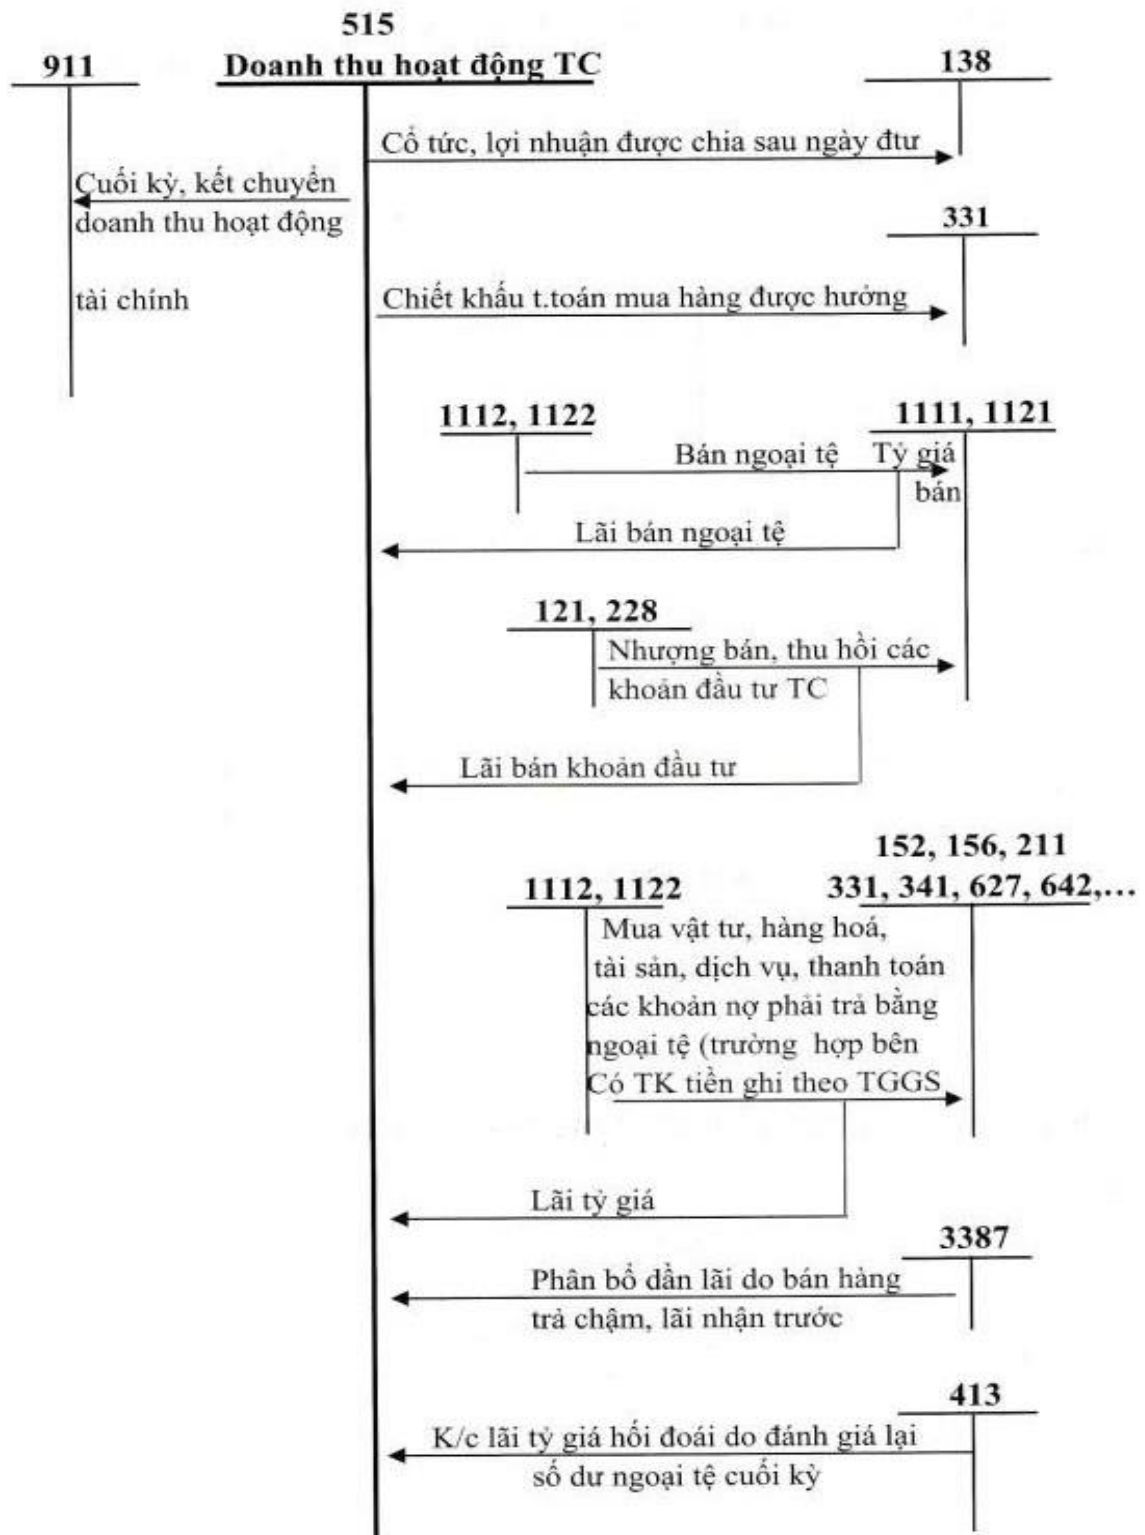 515
911
Doanh thu hoạt động TC
138
Cổ tức, lợi nhuận được chia sau ngày đtư
Cuối kỳ, kết chuyển
doanh thu hoạt động
tài chính
331
Chiết khấu t.toán mua hàng được hưởng
1112, 1122
1111, 1121
Bán ngoại tệ
Tỷ giá
bán
Lãi bán ngoại tệ
121, 228
Nhượng bán, thu hồi các
khoản đầu tư TC
Lãi bán khoản đầu tư
152, 156, 211
1112, 1122
331, 341, 627, 642,...
Mua vật tư, hàng hoá,
tài sản, dịch vụ, thanh toán
các khoản nợ phải trả bằng
ngoại tệ (trường hợp bên
Có TK tiền ghi theo TGGS
Lãi tỷ giá
3387
Phân bổ dần lãi do bán hàng
trả chậm, lãi nhận trước
413
K/c lãi tỷ giá hối đoái do đánh giá lại
số dư ngoại tệ cuối kỳ